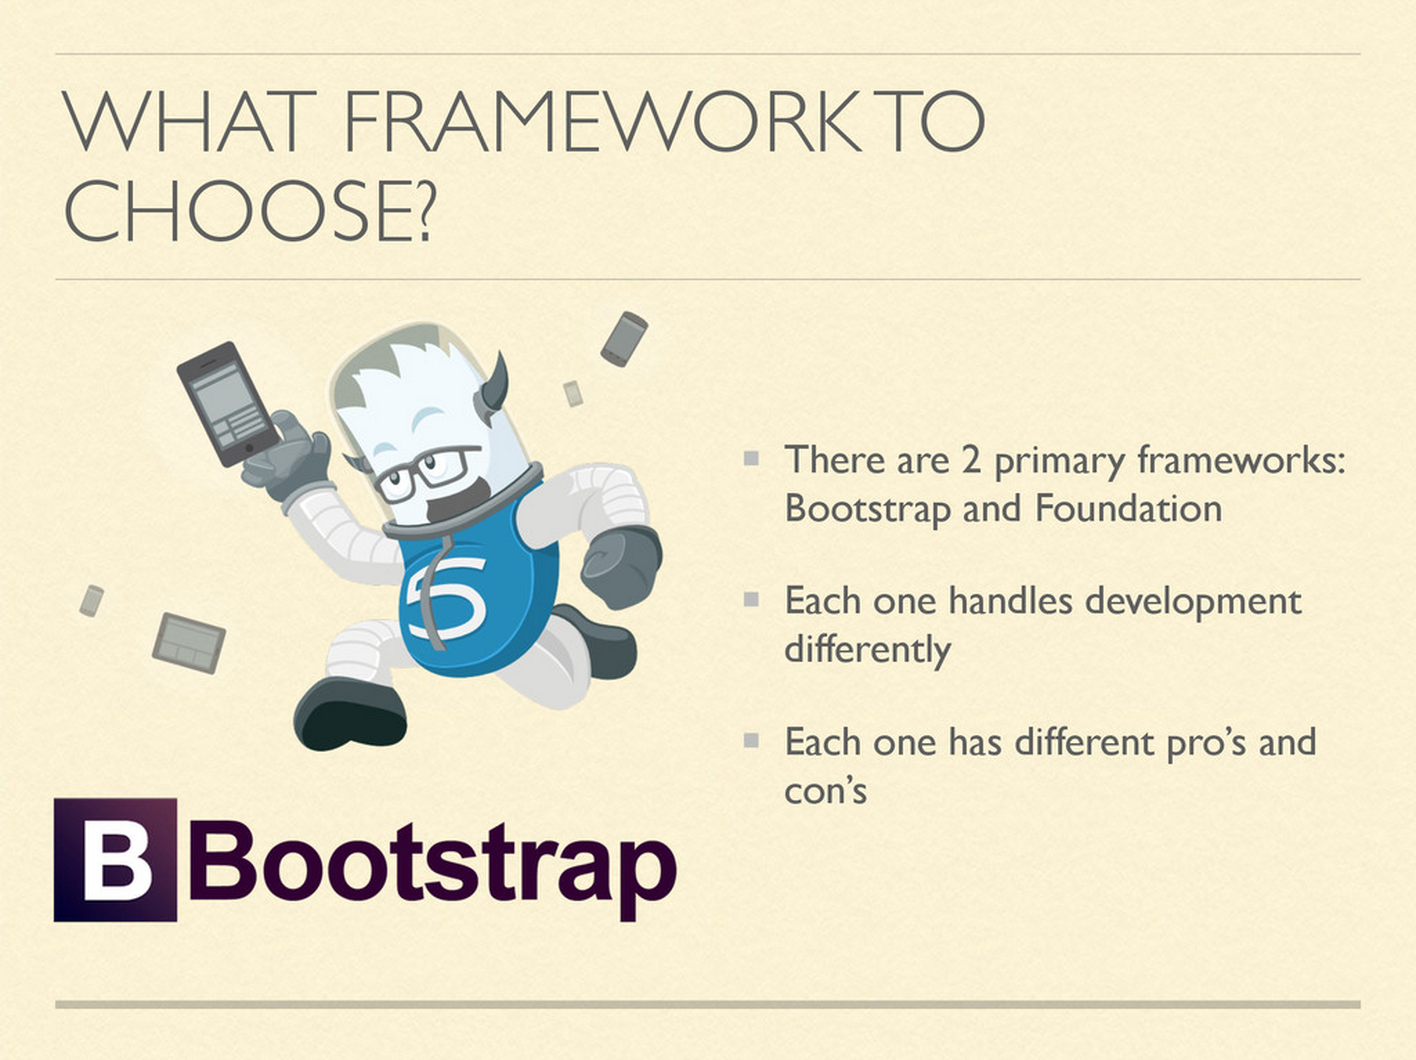 WHAT FRAMEWORK TO
CHOOSE?
There are 2 primary frameworks:
Bootstrap and Foundation
Each one handles development
differently
Each one has different pro’s and
con’s
5
B Bootstrap